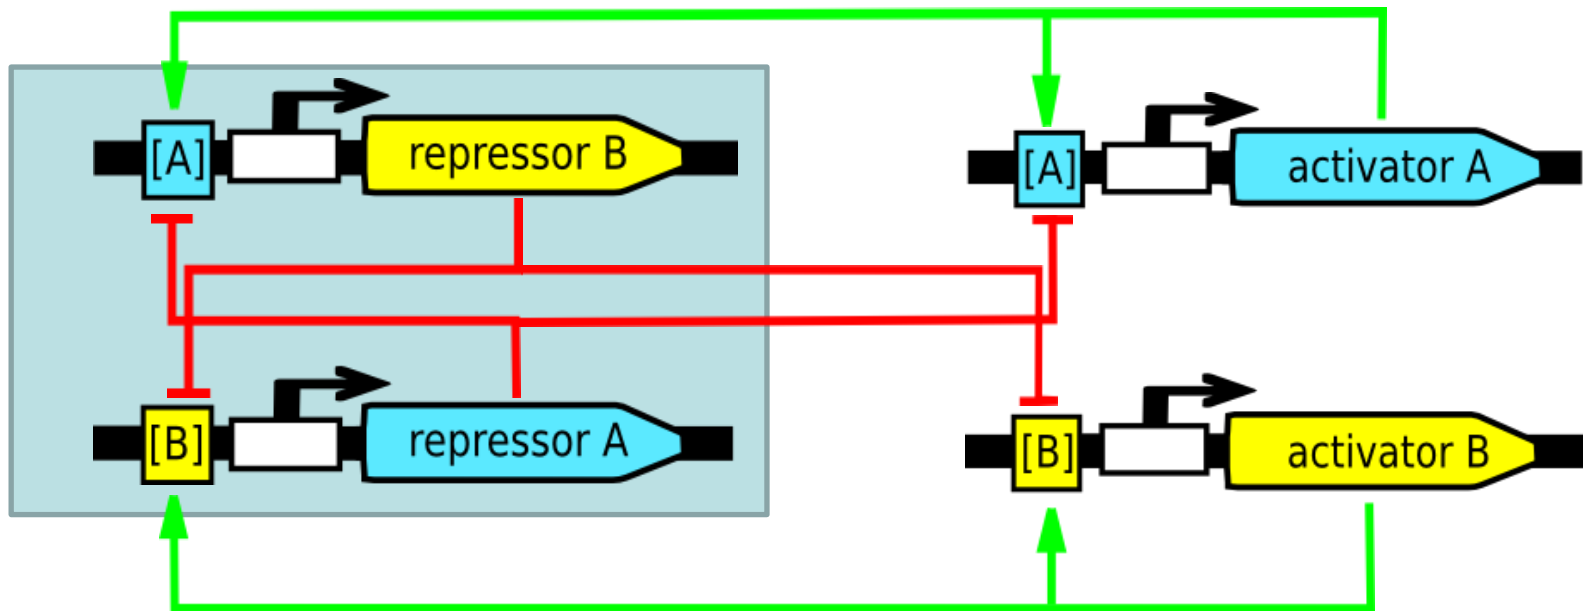 [A] repressor B [A] activator A
[B] repressor A [B] activator B